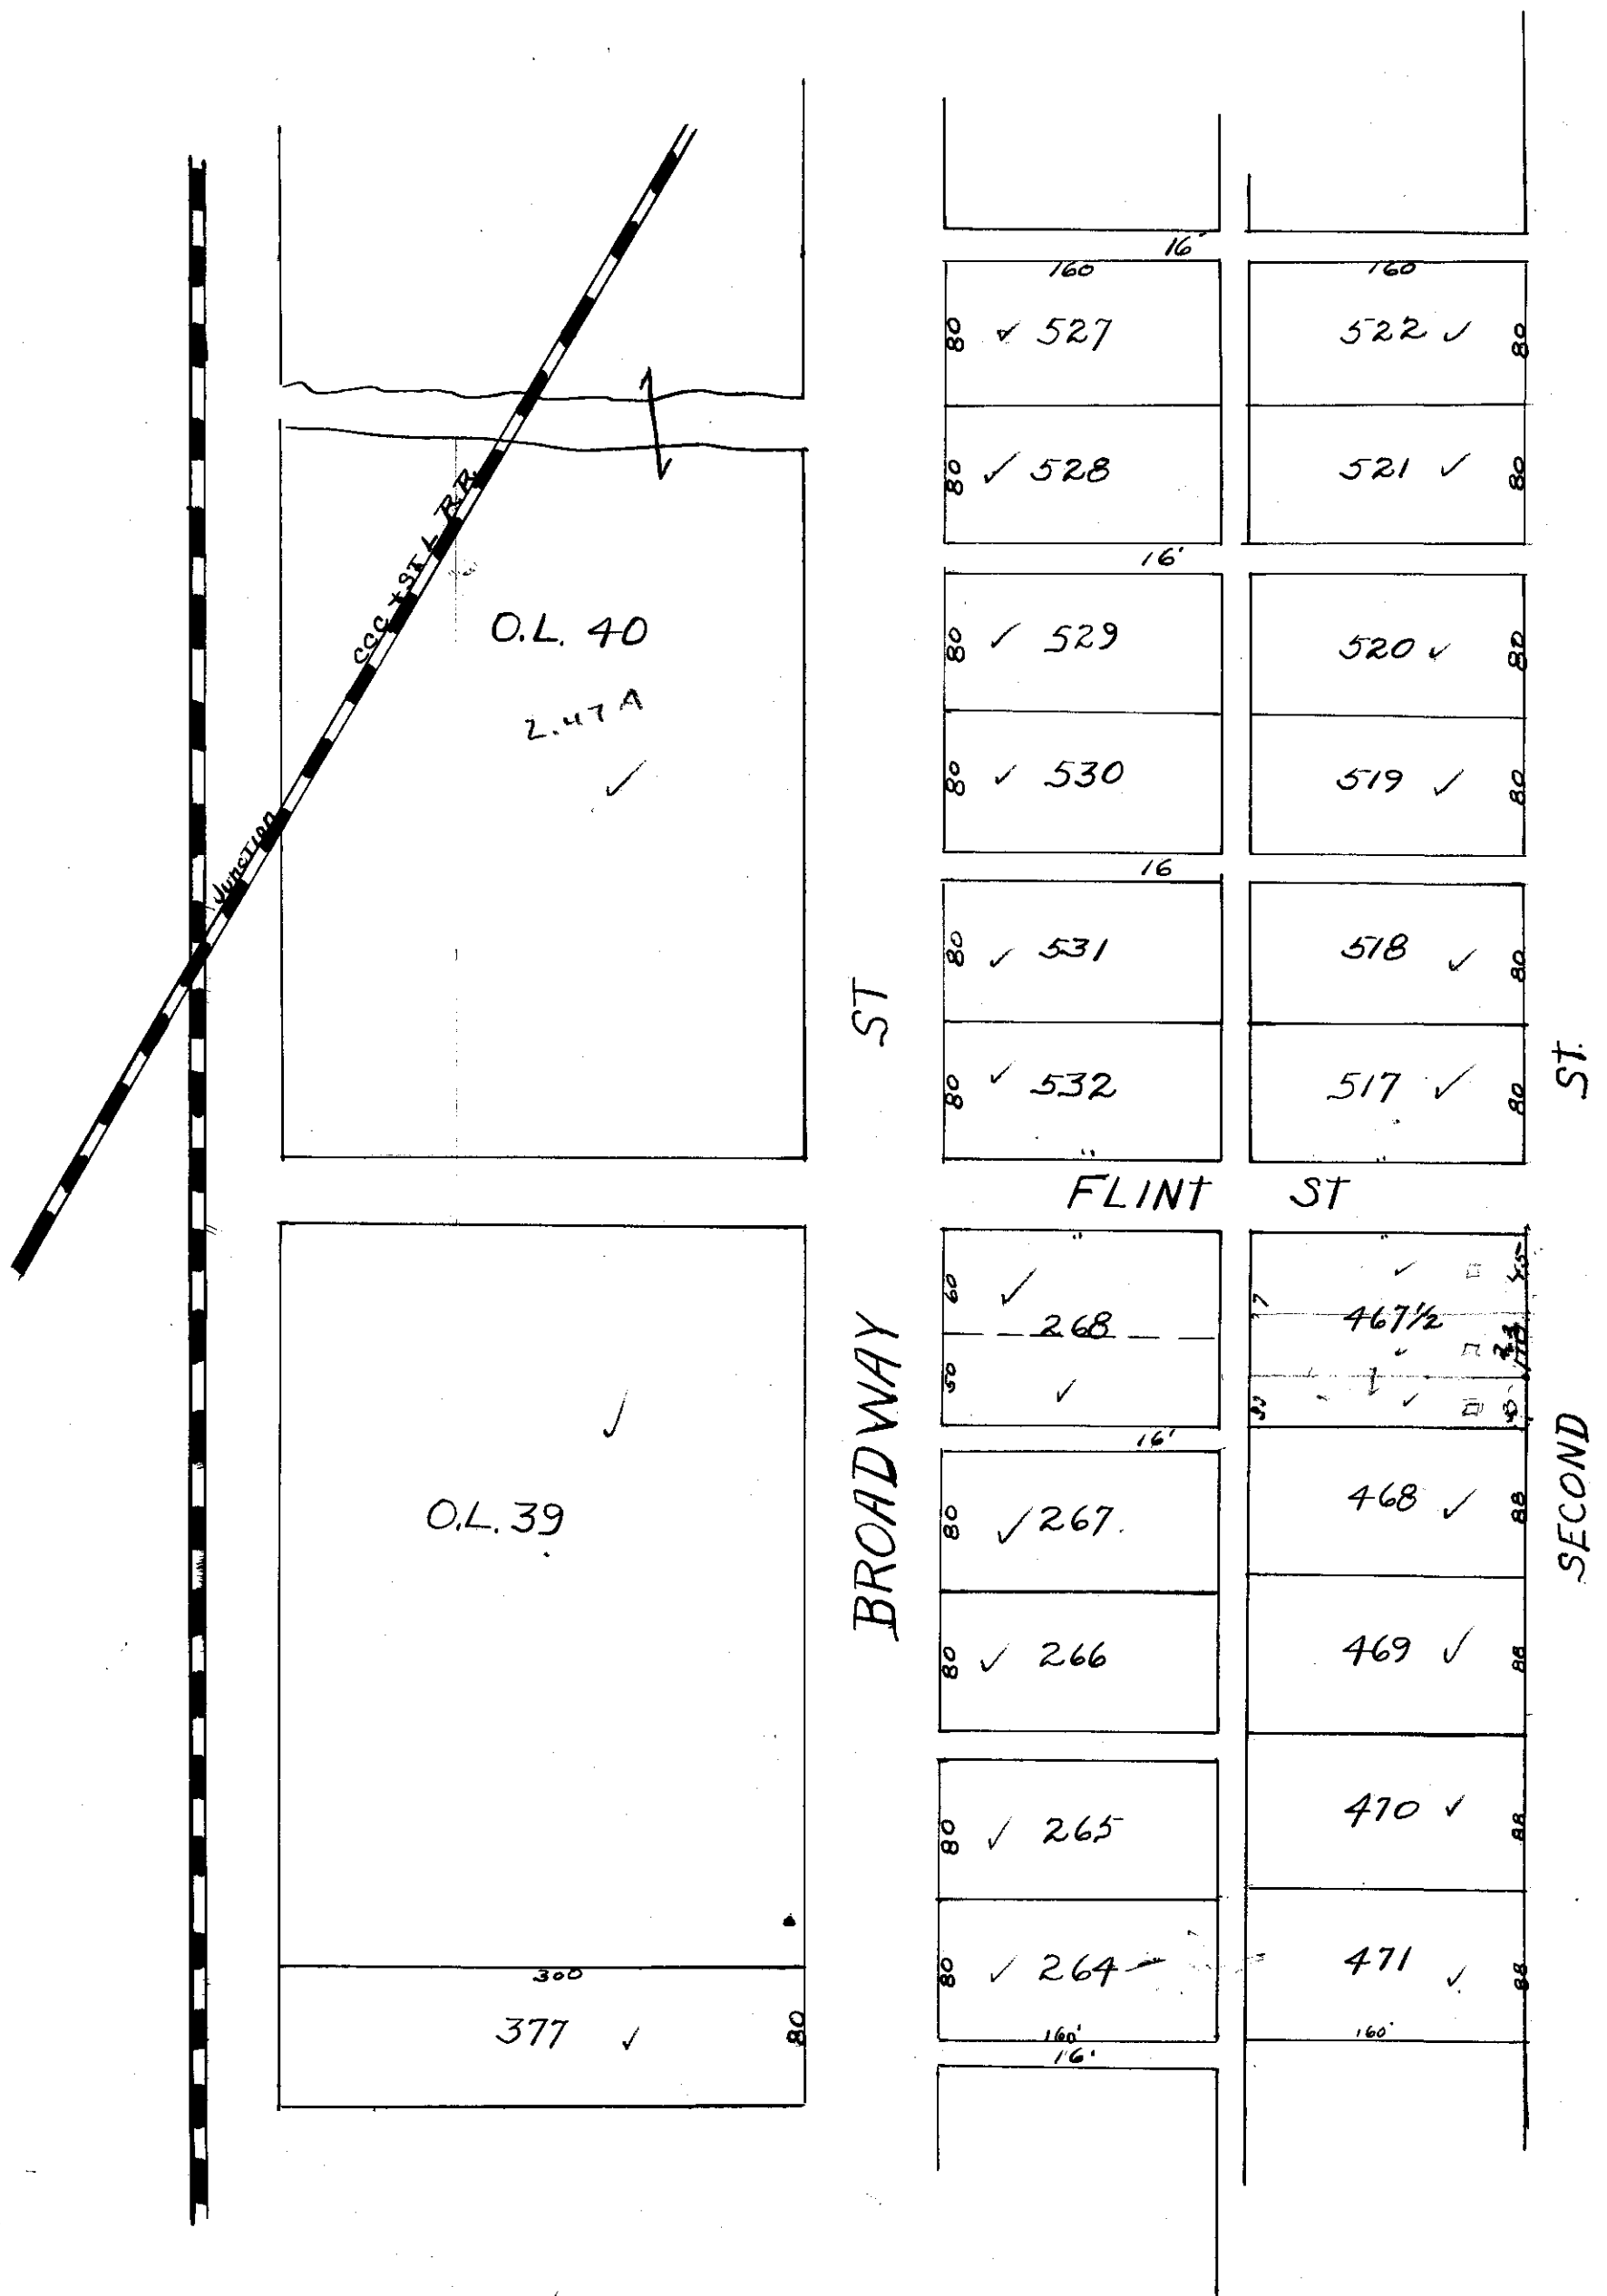 16'
160
160
80 ✓ 527
522 ✓ 80
80 ✓ 528
521 ✓ 80
16'
CCC + ST L R.R.
Junction
O.L. 40
2.47 A
✓
80 ✓ 529
520 ✓ 80
80 ✓ 530
519 ✓ 80
16
80 ✓ 531
518 ✓ 80
80 ✓ 532
517 ✓ 80
"
"
FLINT ST
BROADWAY ST
SECOND ST.
"
"
60 ✓
268
50 ✓
✓ 45
467 1/2
✓
✓
16'
O.L. 39
✓
80 ✓ 267
468 ✓ 88
80 ✓ 266
469 ✓ 88
80 ✓ 265
470 ✓ 88
80 ✓ 264
471 ✓ 88
160'
160'
16'
300
377 ✓ 80